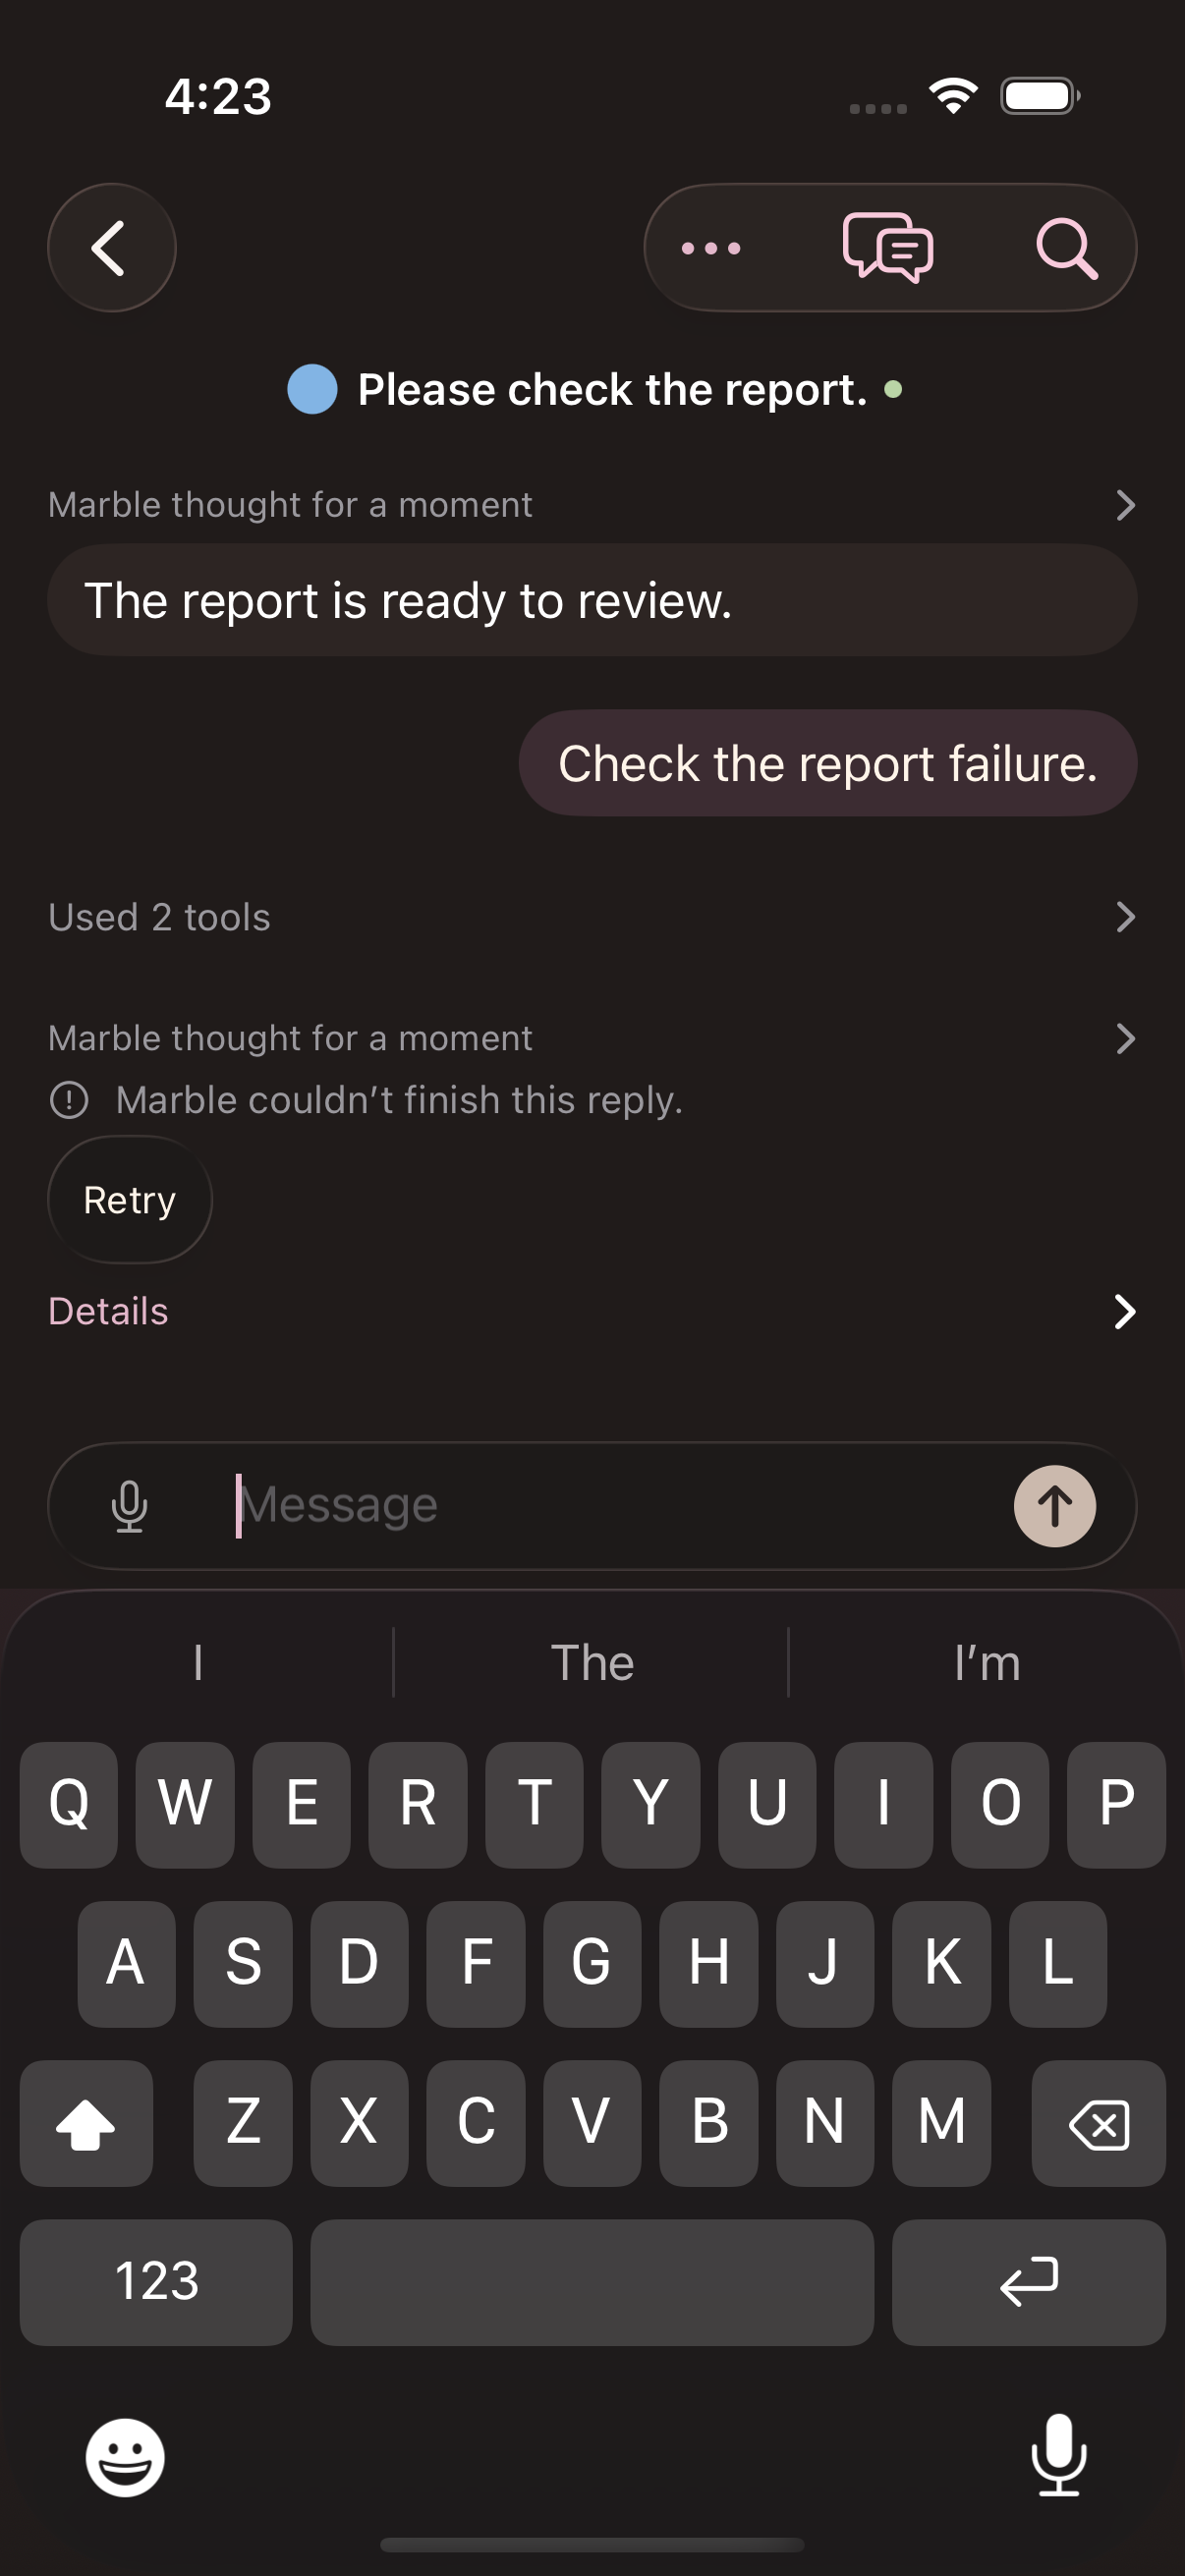 4:23
Please check the report.
Marble thought for a moment
The report is ready to review.
Check the report failure.
Used 2 tools
Marble thought for a moment
Marble couldn’t finish this reply.
Retry
Details
Message
I The I’m
Q W E R T Y U I O P
A S D F G H J K L
Z X C V B N M
123